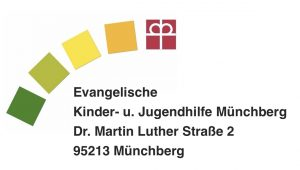 Evangelische
Kinder- u. Jugendhilfe Münchberg
Dr. Martin Luther Straße 2
95213 Münchberg